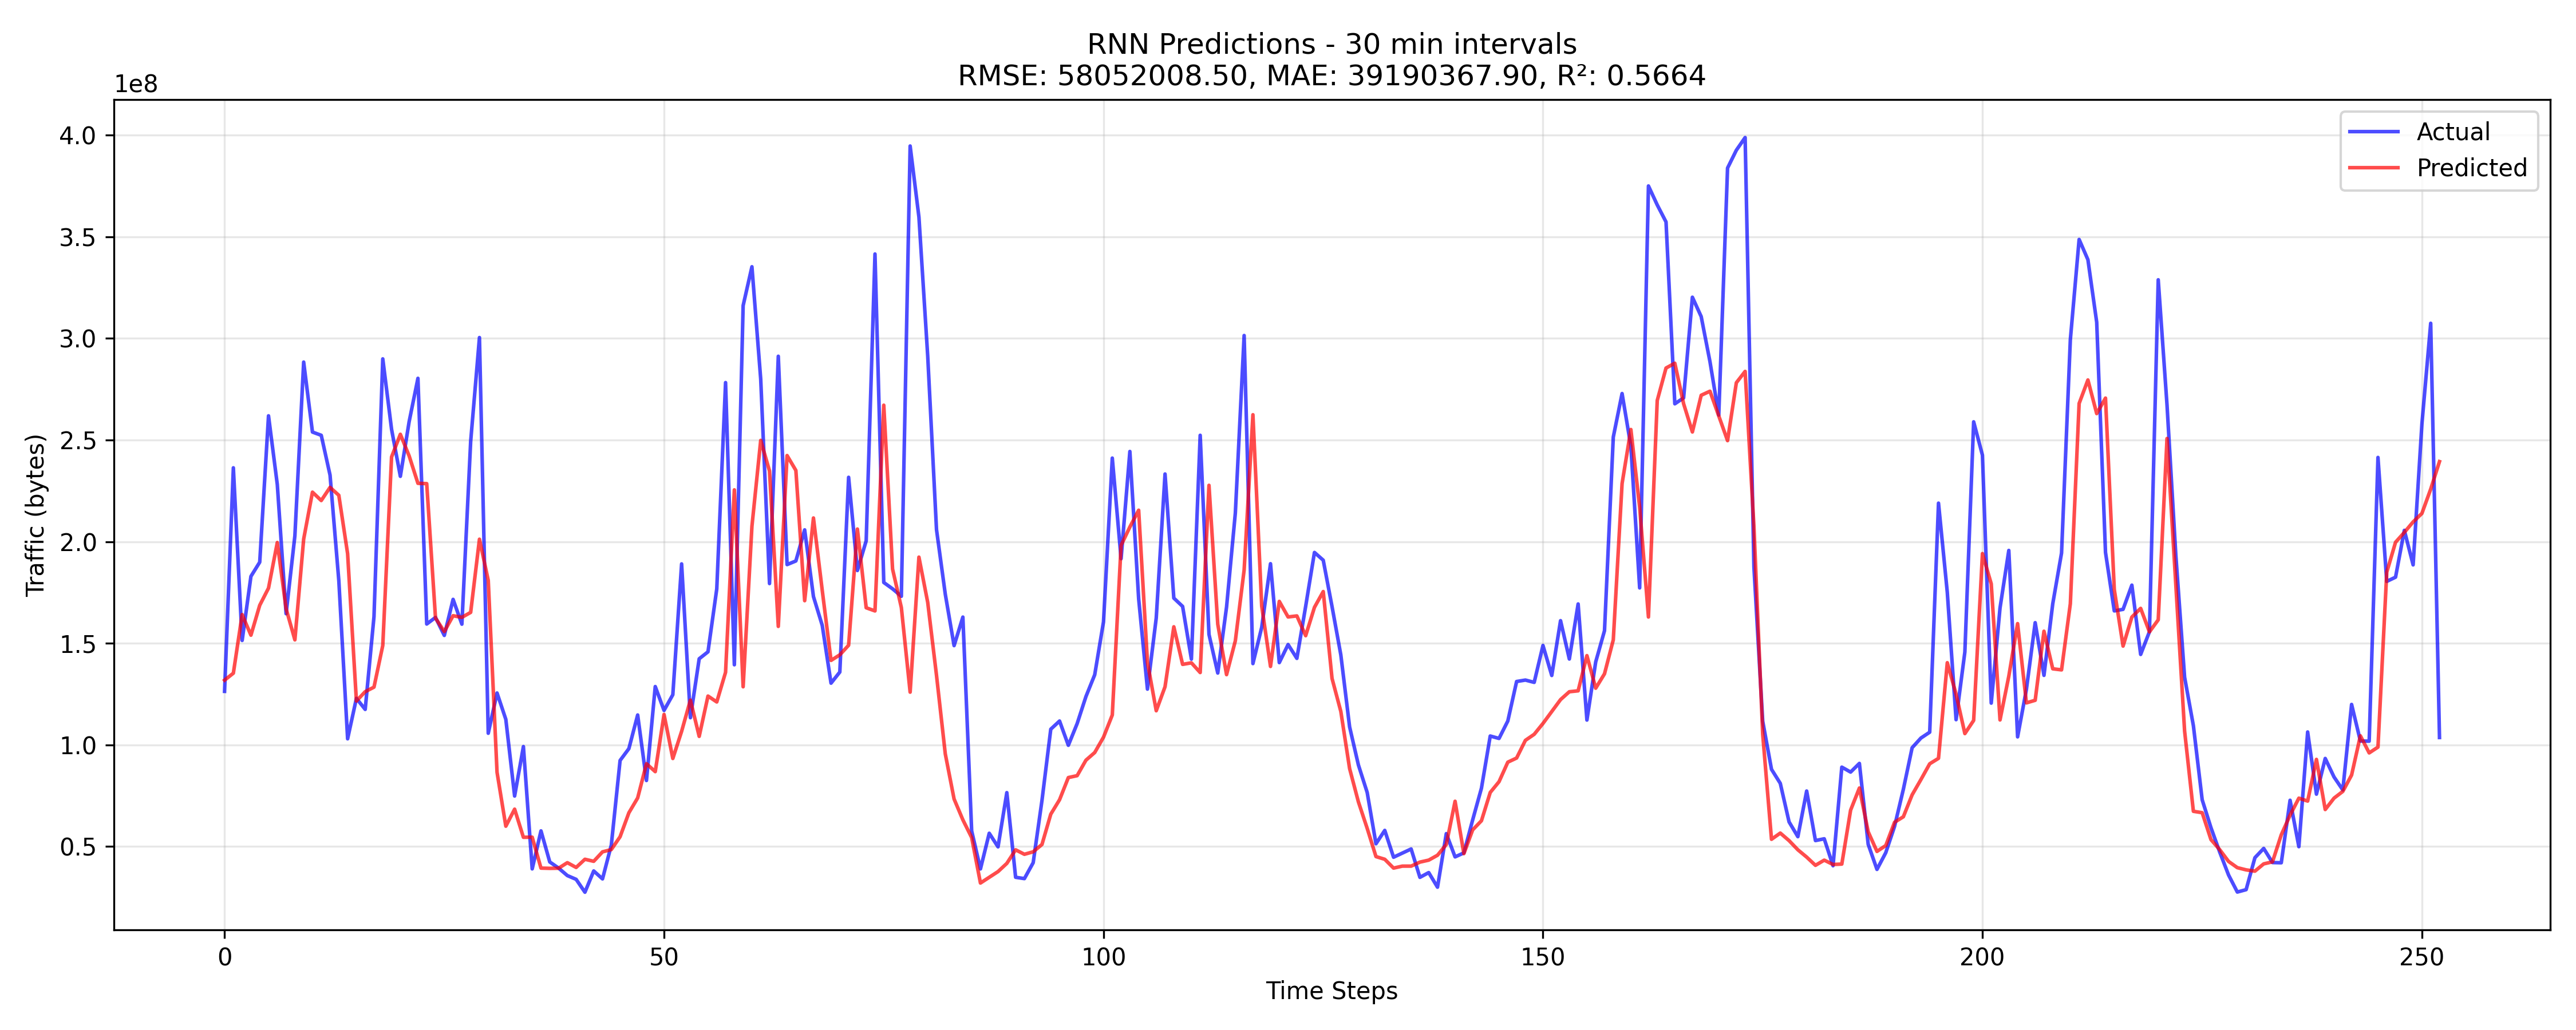 RNN Predictions - 30 min intervals
RMSE: 58052008.50, MAE: 39190367.90, R²: 0.5664
1e8
Actual
Predicted
4.0
3.5
3.0
2.5
2.0
1.5
1.0
0.5
Traffic (bytes)
0 50 100 150 200 250
Time Steps